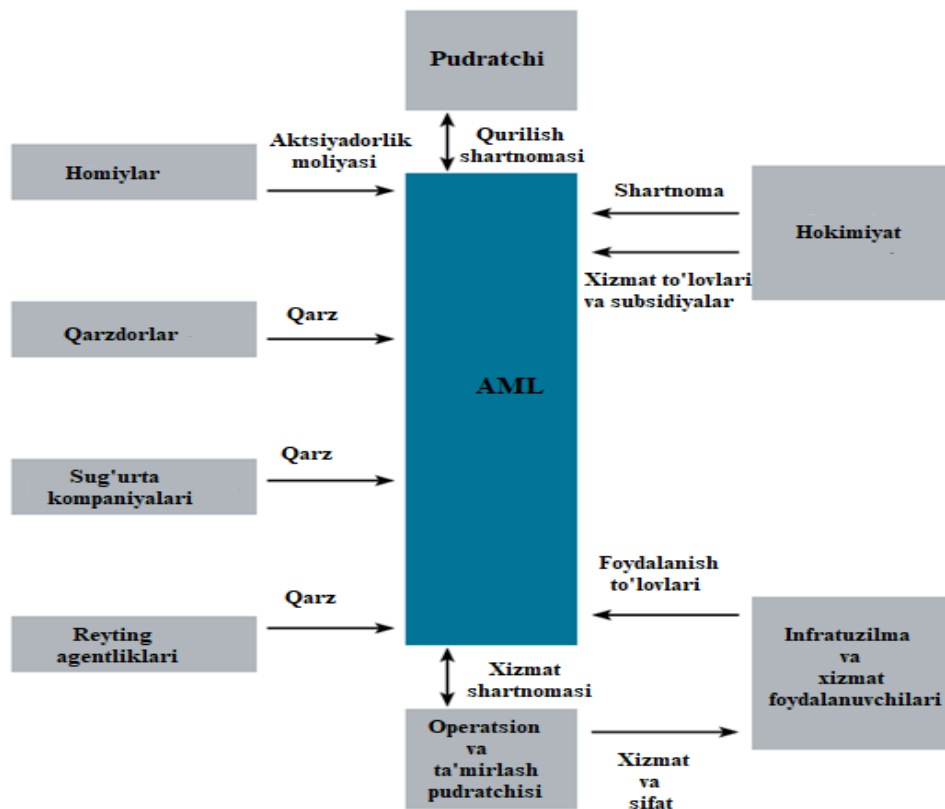 Pudratchi
Aktsiyadorlik
moliyasi
Qurilish
shartnomasi
Homiylar
Shartnoma
Hokimiyat
Xizmat to'lovlari
va subsidiyalar
Qarzdorlar
Qarz
AML
Sug'urta
kompaniyalari
Qarz
Foydalanish
to'lovlari
Reyting
agentliklari
Qarz
Infratuzilma
va
xizmat
foydalanuvchilari
Xizmat
shartnomasi
Operatsion
va
ta'mirlash
pudratchisi
Xizmat
va
sifat